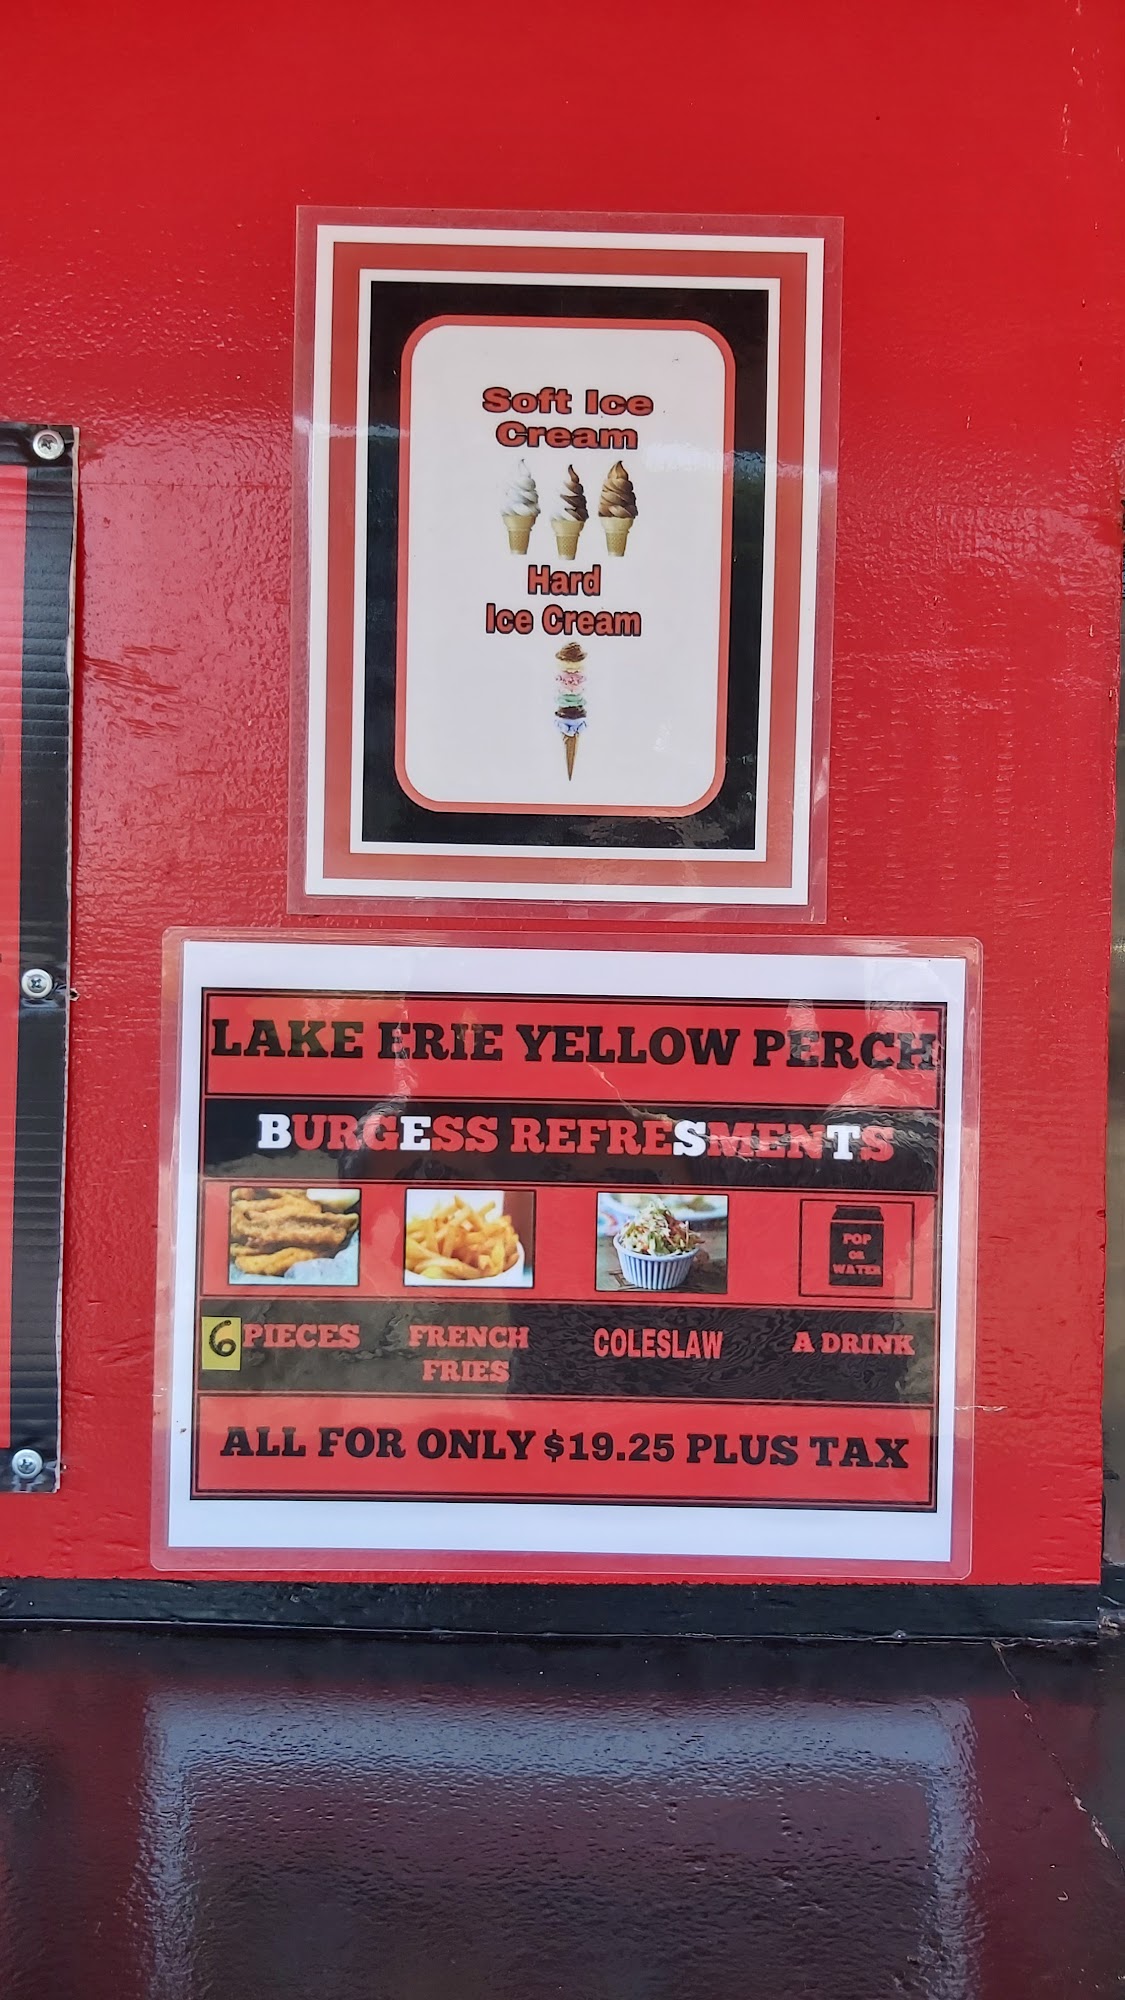 Soft Ice
Cream
Hard
Ice Cream
LAKE ERIE YELLOW PERCH
BURGESS REFRESMENTS
POP
OR
WATER
6 PIECES
FRENCH
FRIES
COLESLAW
A DRINK
ALL FOR ONLY $19.25 PLUS TAX